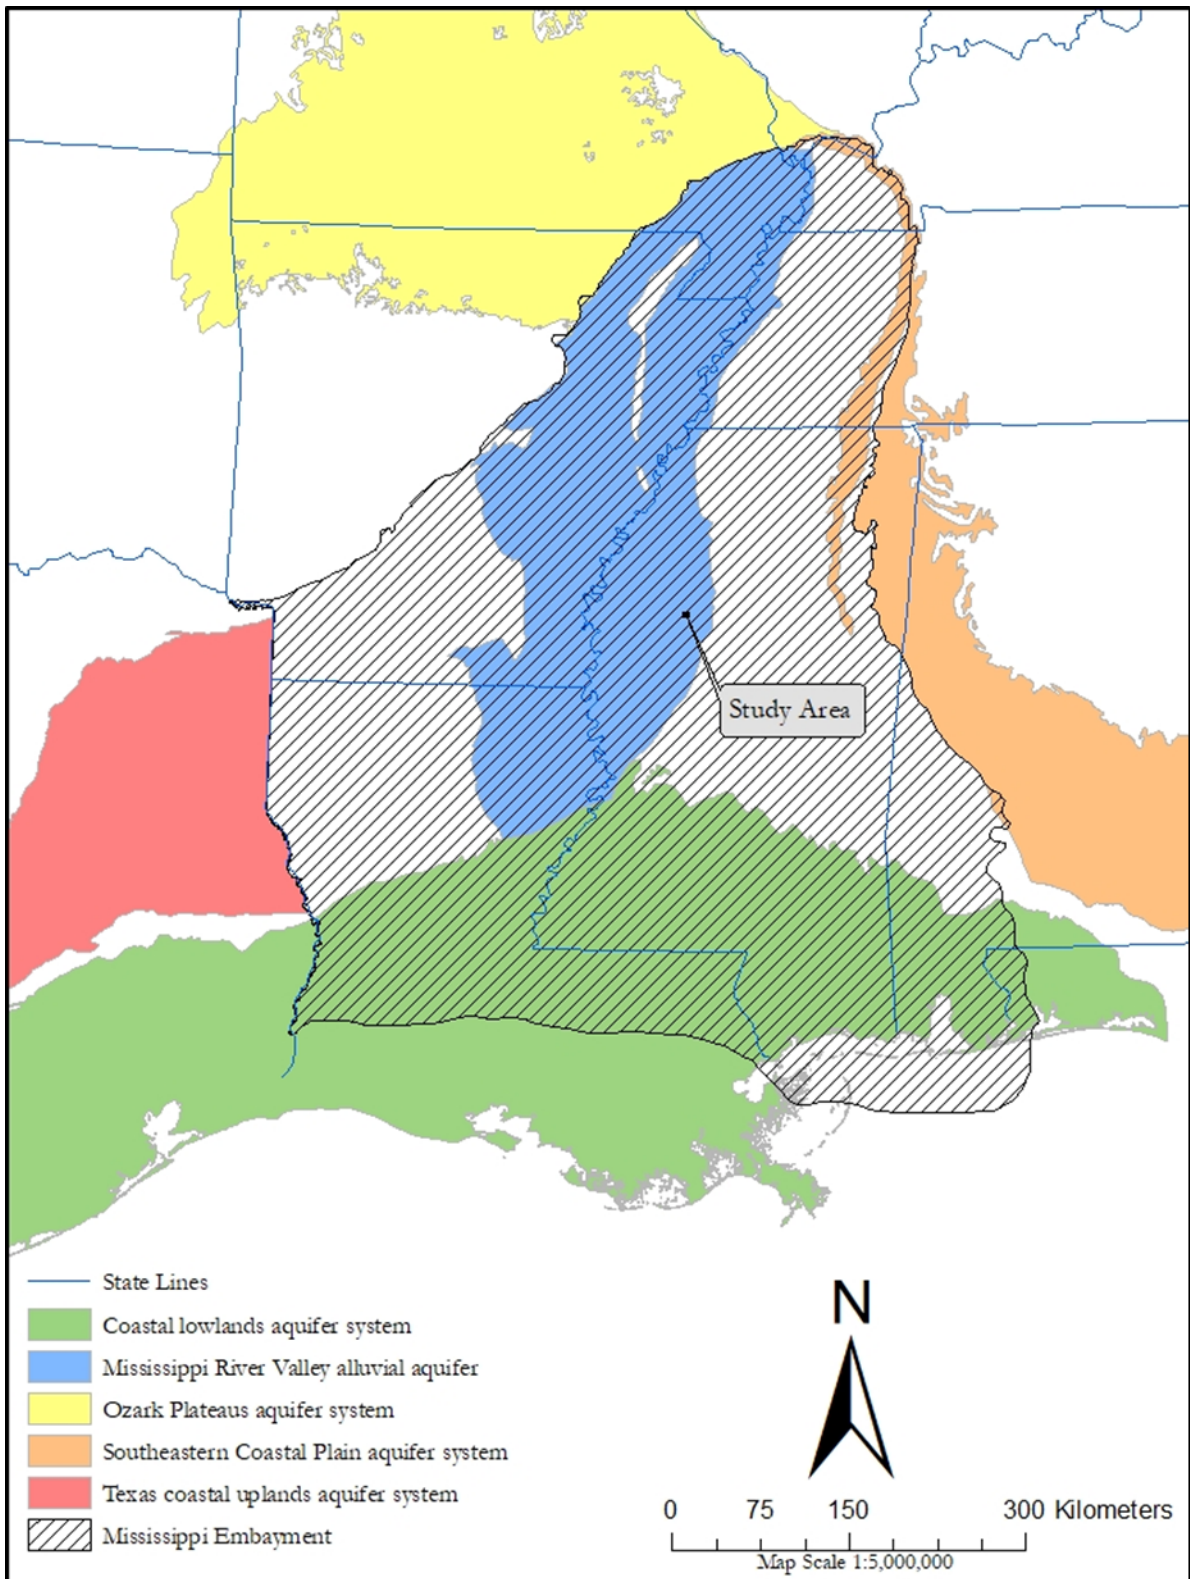 Study Area
State Lines
Coastal lowlands aquifer system
Mississippi River Valley alluvial aquifer
Ozark Plateaus aquifer system
Southeastern Coastal Plain aquifer system
Texas coastal uplands aquifer system
Mississippi Embayment
N
0 75 150 300 Kilometers
Map Scale 1:5,000,000